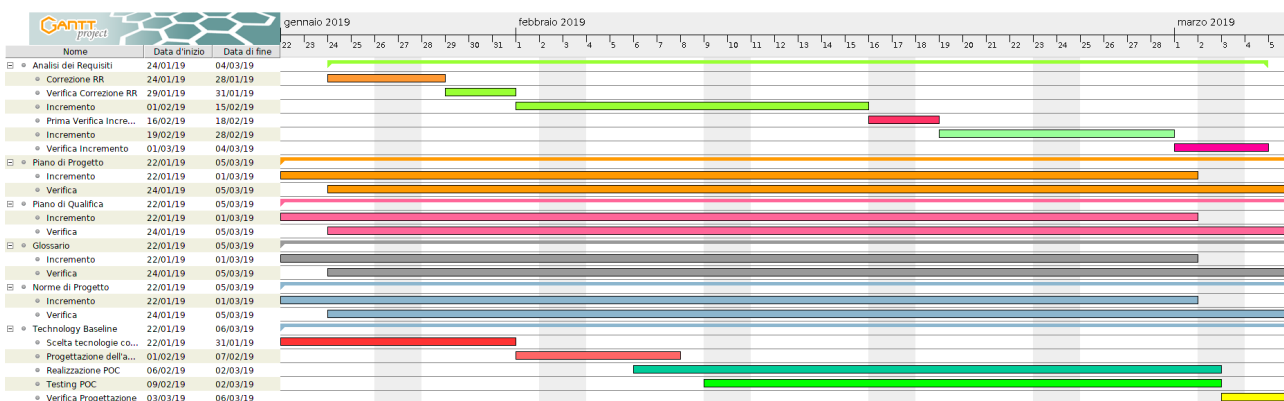 GANTT project
gennaio 2019 febbraio 2019 marzo 2019
22 23 24 25 26 27 28 29 30 31 1 2 3 4 5 6 7 8 9 10 11 12 13 14 15 16 17 18 19 20 21 22 23 24 25 26 27 28 1 2 3 4 5
Nome Data d'inizio Data di fine
Analisi dei Requisiti 24/01/19 04/03/19
Correzione RR 24/01/19 28/01/19
Verifica Correzione RR 29/01/19 31/01/19
Incremento 01/02/19 15/02/19
Prima Verifica Incre... 16/02/19 18/02/19
Incremento 19/02/19 28/02/19
Verifica Incremento 01/03/19 04/03/19
Piano di Progetto 22/01/19 05/03/19
Incremento 22/01/19 01/03/19
Verifica 24/01/19 05/03/19
Piano di Qualifica 22/01/19 05/03/19
Incremento 22/01/19 01/03/19
Verifica 24/01/19 05/03/19
Glossario 22/01/19 05/03/19
Incremento 22/01/19 01/03/19
Verifica 24/01/19 05/03/19
Norme di Progetto 22/01/19 05/03/19
Incremento 22/01/19 01/03/19
Verifica 24/01/19 05/03/19
Technology Baseline 22/01/19 06/03/19
Scelta tecnologie co... 22/01/19 31/01/19
Progettazione dell'a... 01/02/19 07/02/19
Realizzazione POC 06/02/19 02/03/19
Testing POC 09/02/19 02/03/19
Verifica Progettazione 03/03/19 06/03/19